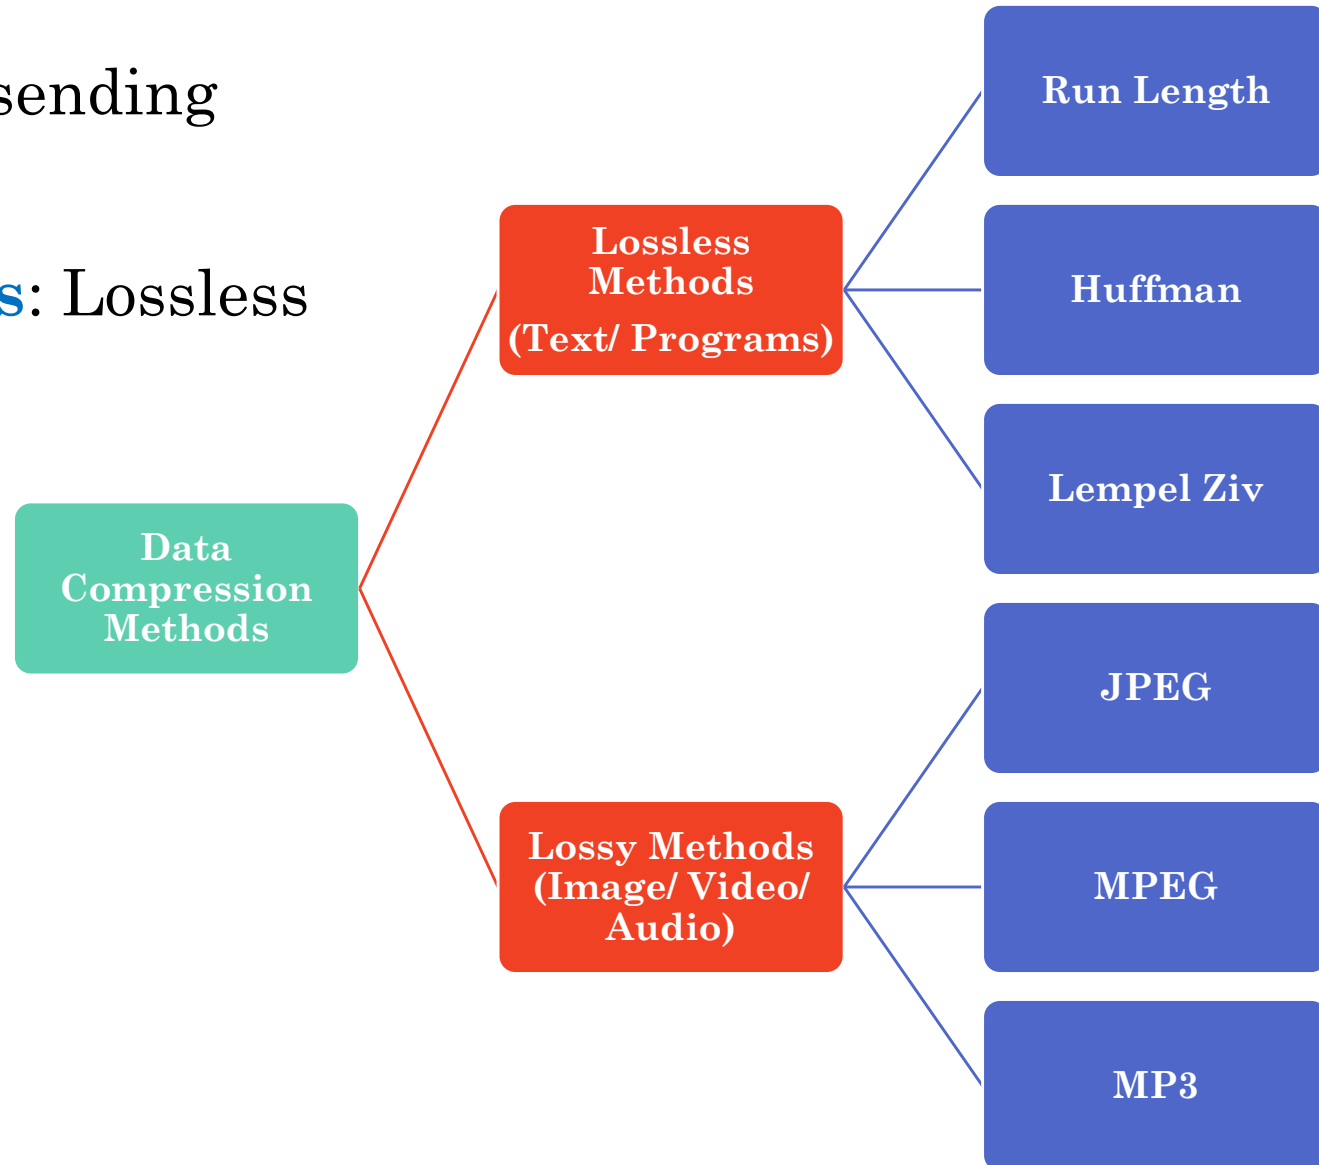 sending
s: Lossless
Data
Compression
Methods
Lossless
Methods
(Text/ Programs)
Lossy Methods
(Image/ Video/
Audio)
Run Length
Huffman
Lempel Ziv
JPEG
MPEG
MP3